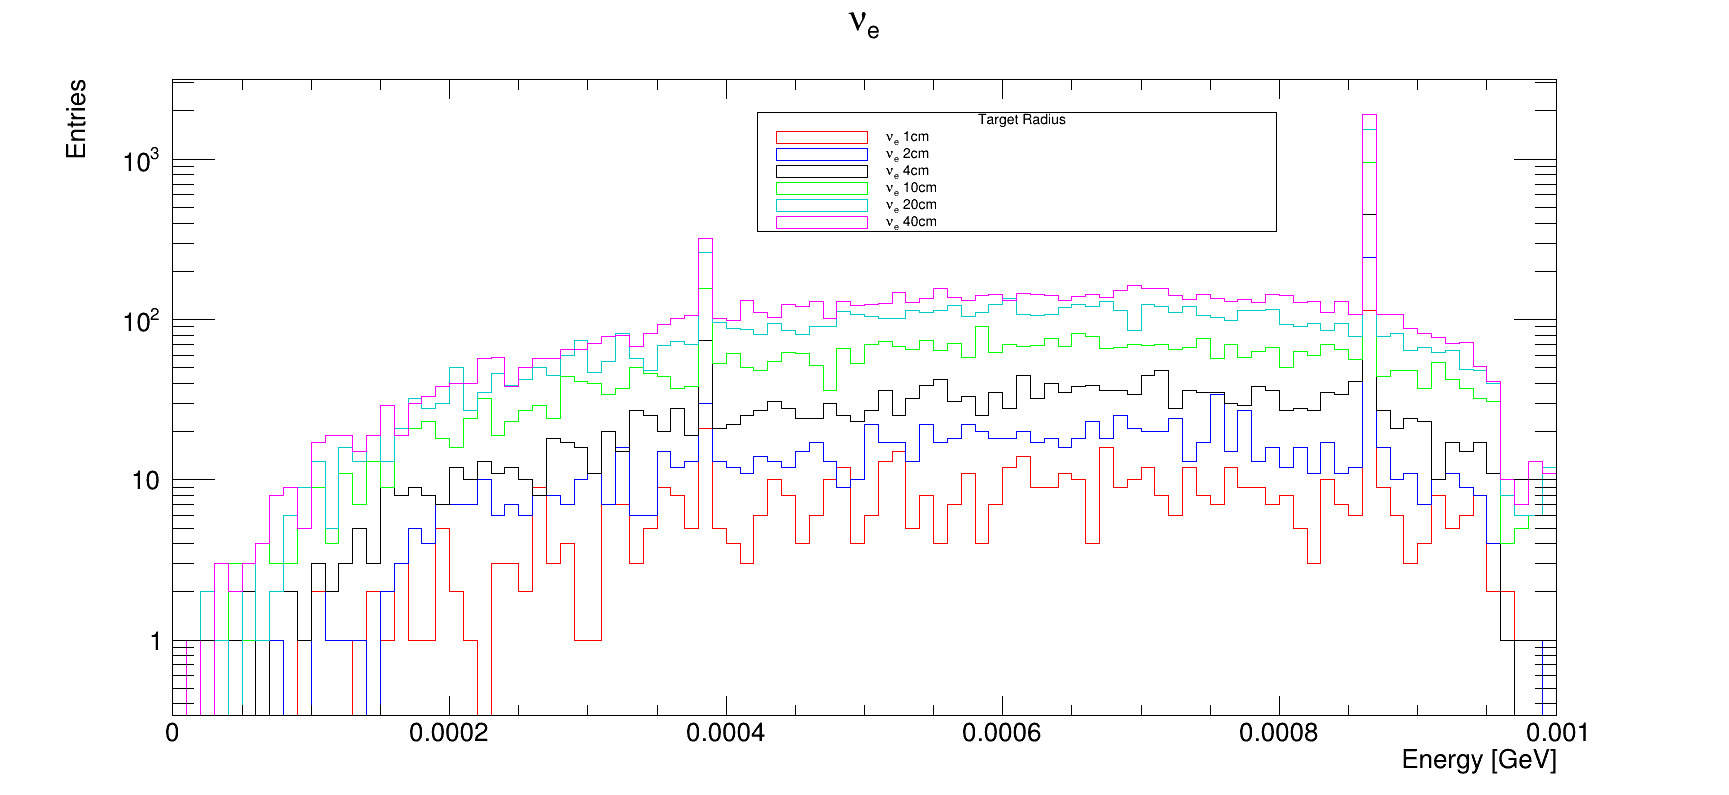 νe
Entries
Target Radius
νe 1cm
νe 2cm
νe 4cm
νe 10cm
νe 20cm
νe 40cm
10³
10²
10
1
0 0.0002 0.0004 0.0006 0.0008 0.001
Energy [GeV]